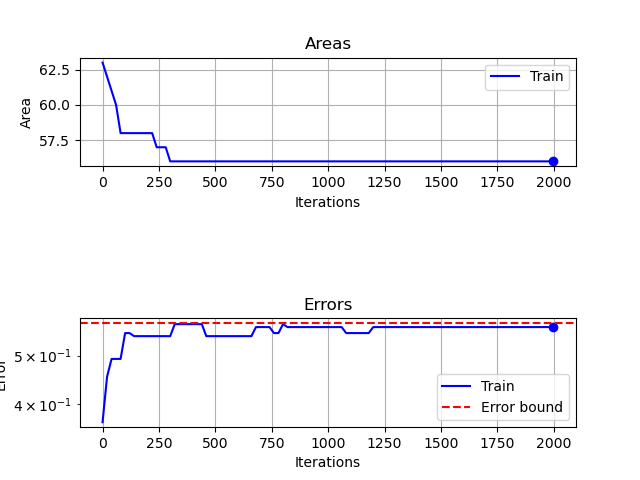 Areas
62.5
60.0
57.5
Area
Train
0 250 500 750 1000 1250 1500 1750 2000
Iterations
Errors
5 × 10⁻¹
4 × 10⁻¹
Error
Train
Error bound
0 250 500 750 1000 1250 1500 1750 2000
Iterations